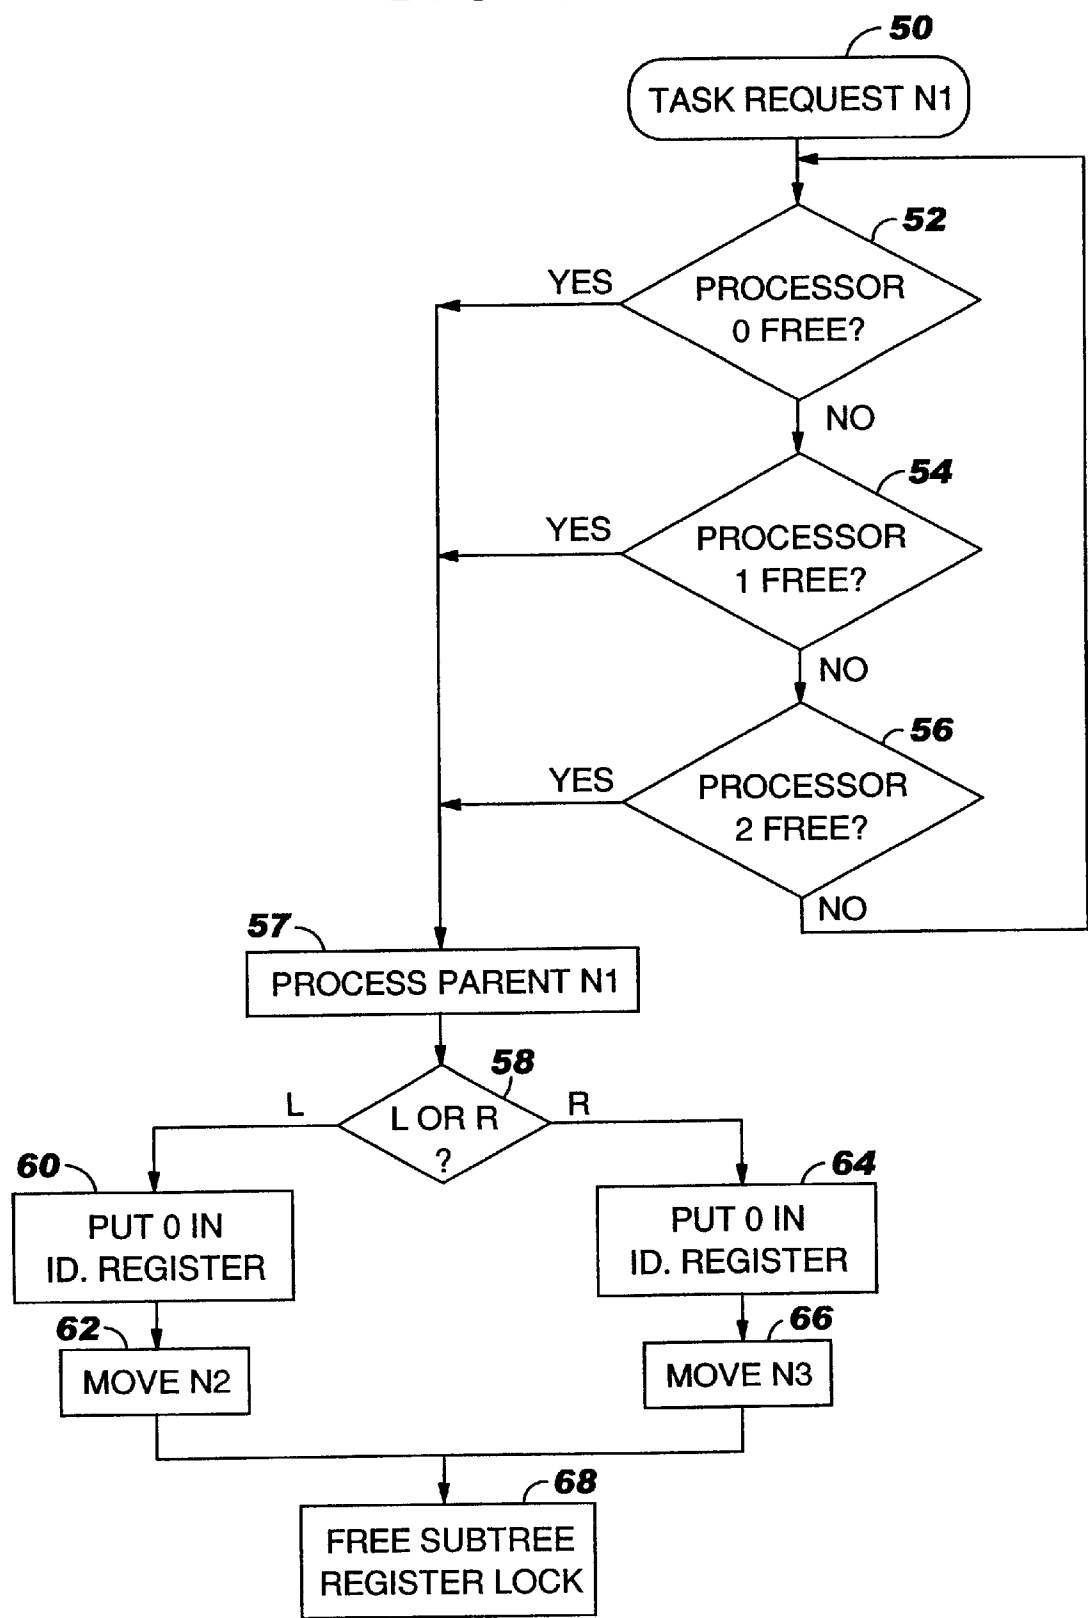 50
TASK REQUEST N1
52
YES
PROCESSOR
0 FREE?
NO
54
YES
PROCESSOR
1 FREE?
NO
56
YES
PROCESSOR
2 FREE?
NO
57
PROCESS PARENT N1
58
L
L OR R
?
R
60
PUT 0 IN
ID. REGISTER
64
PUT 0 IN
ID. REGISTER
62
MOVE N2
66
MOVE N3
68
FREE SUBTREE
REGISTER LOCK